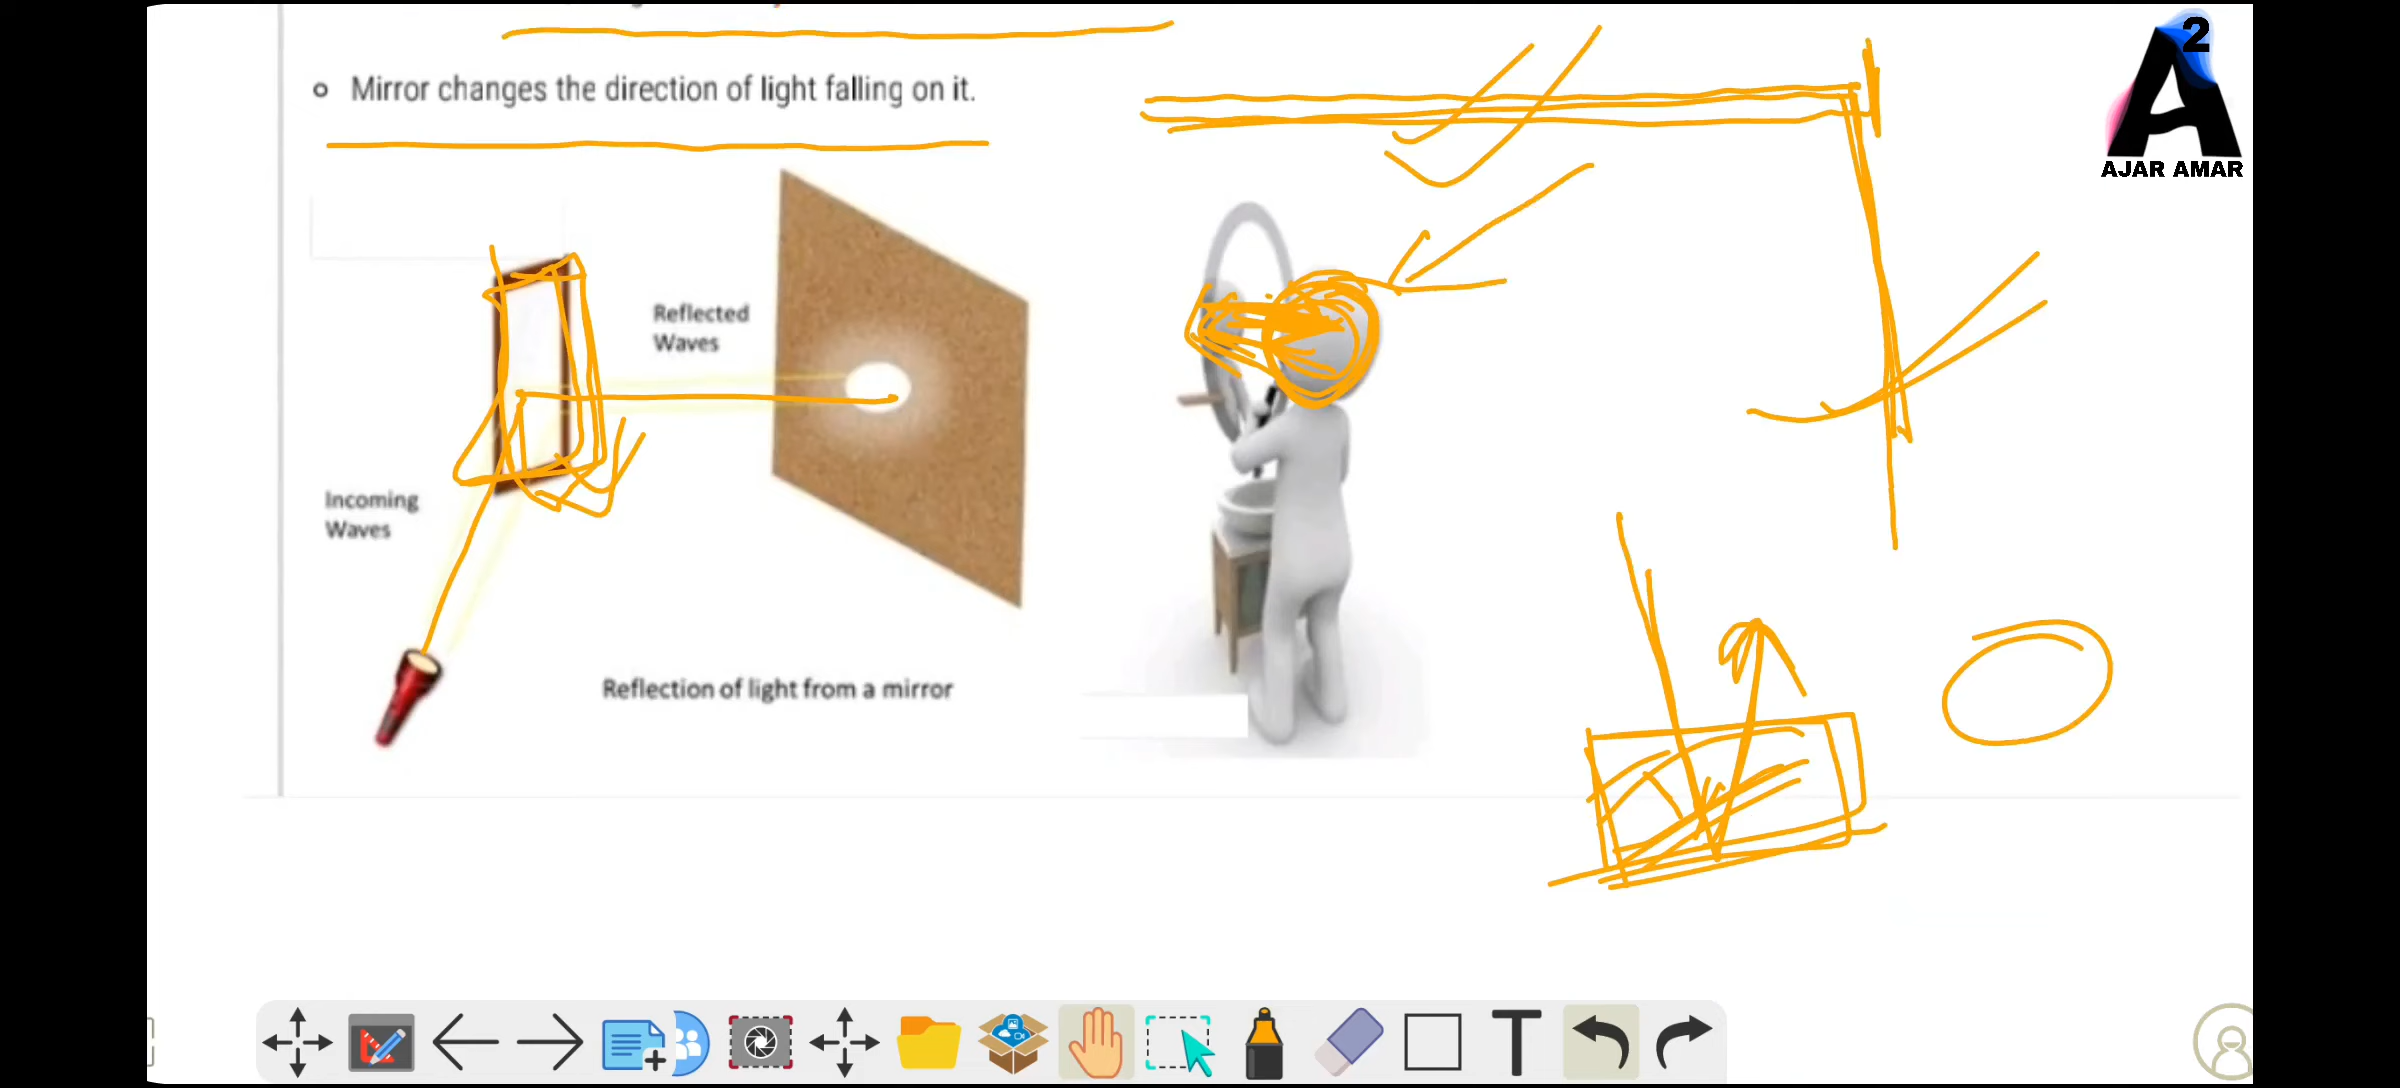 Mirror changes the direction of light falling on it.
2
A
AJAR AMAR
Reflected
Waves
Incoming
Waves
Reflection of light from a mirror
T